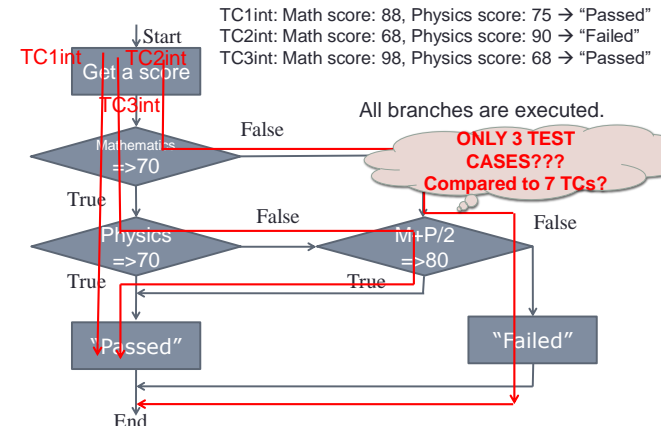 TC1int: Math score: 88, Physics score: 75 → “Passed”
TC2int: Math score: 68, Physics score: 90 → “Failed”
TC3int: Math score: 98, Physics score: 68 → “Passed”
Start
TC1int
TC2int
Get a score
TC3int
All branches are executed.
False
Mathematics
=>70
ONLY 3 TEST
CASES???
Compared to 7 TCs?
True
False
False
Physics
=>70
M+P/2
=>80
True
True
“Passed”
“Failed”
End